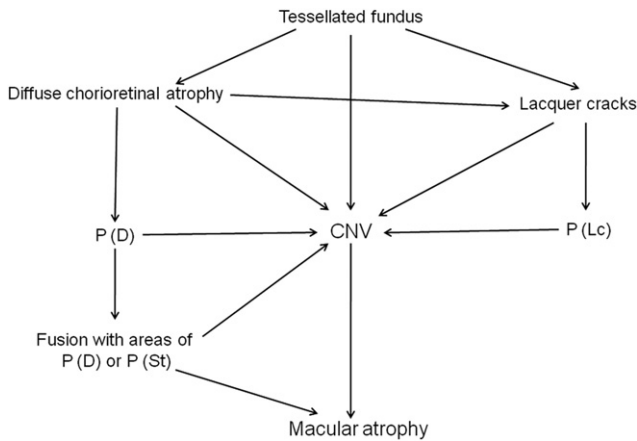 Tessellated fundus
Diffuse chorioretinal atrophy
Lacquer cracks
P (D)
CNV
P (Lc)
Fusion with areas of
P (D) or P (St)
Macular atrophy